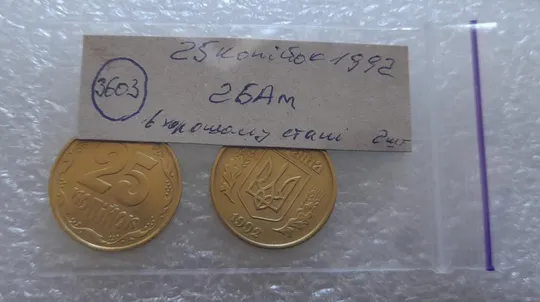 25 копійок 1992
3603
2БАм
в хорошому стані 2шт
25
КОПІЙОК
1992